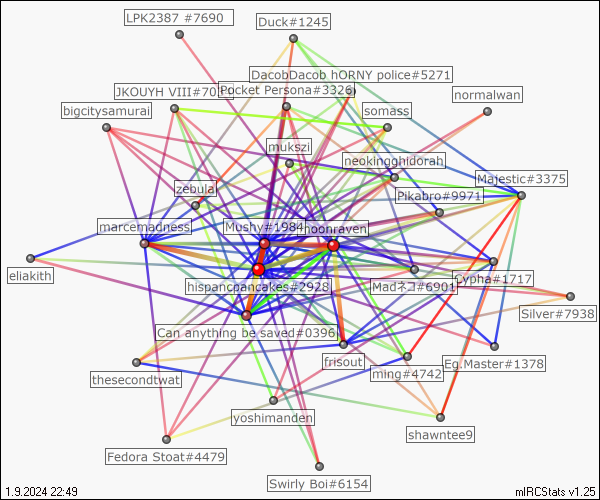 LPK2387 #7690
Duck#1245
DacobDacob hORNY police#5271
JKOUYH VIII#70
Pocket Persona#3326
normalwan
bigcitysamurai
somass
mukszi
neokingghidorah
Majestic#3375
zebulai
Pikabro#9971
marcemadness
Mushy#1984
noonraven
eliakith
hispancpancakes#2928
Madネコ#6901
Cypha#1717
Silver#7938
Can anything be saved#0396
frisout
Eg.Master#1378
thesecondtwat
ming#4742
yoshimanden
shawntee9
Fedora Stoat#4479
Swirly Boi#6154
1.9.2024 22:49
mIRCStats v1.25